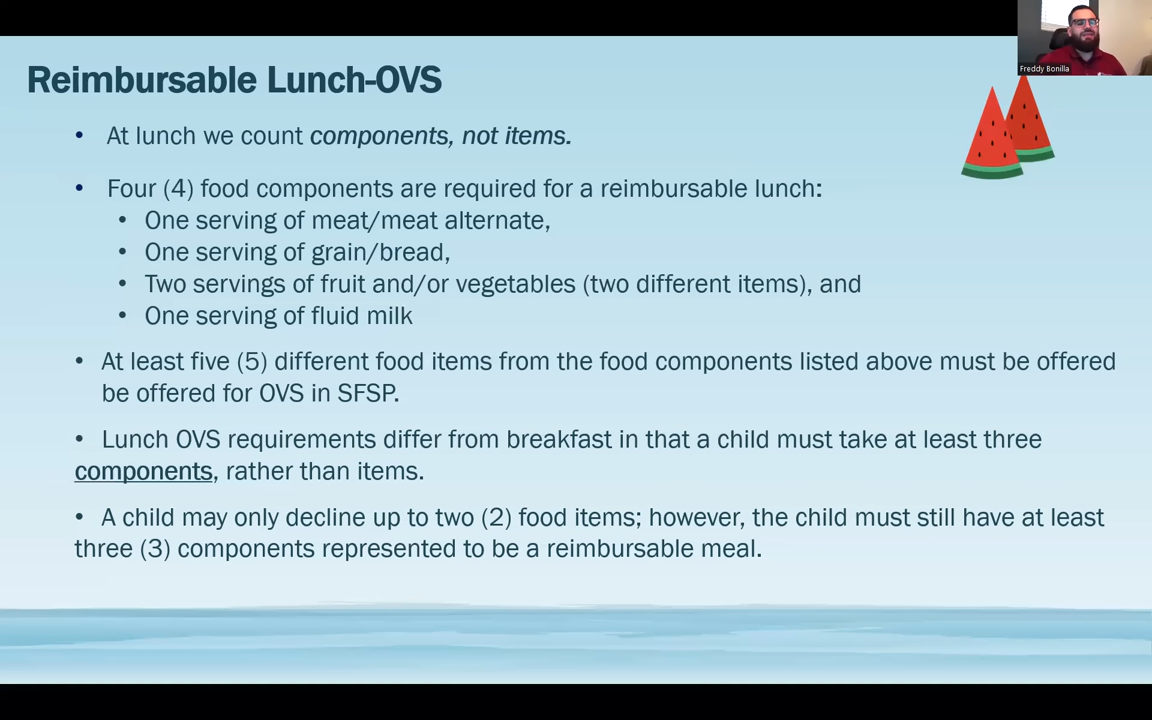 Freddy Bonilla
Reimbursable Lunch-OVS
• At lunch we count components, not items.
• Four (4) food components are required for a reimbursable lunch:
• One serving of meat/meat alternate,
• One serving of grain/bread,
• Two servings of fruit and/or vegetables (two different items), and
• One serving of fluid milk
• At least five (5) different food items from the food components listed above must be offered
be offered for OVS in SFSP.
• Lunch OVS requirements differ from breakfast in that a child must take at least three
components, rather than items.
• A child may only decline up to two (2) food items; however, the child must still have at least
three (3) components represented to be a reimbursable meal.